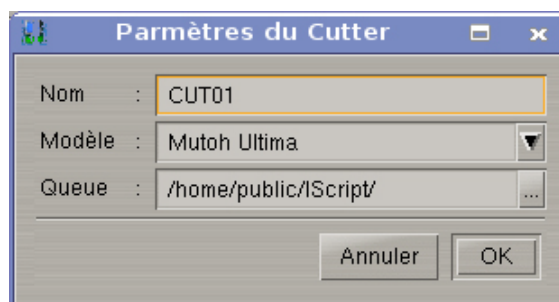 Parmètres du Cutter
Nom : CUT01
Modèle : Mutoh Ultima
Queue : /home/public/IScript/ ...
Annuler OK